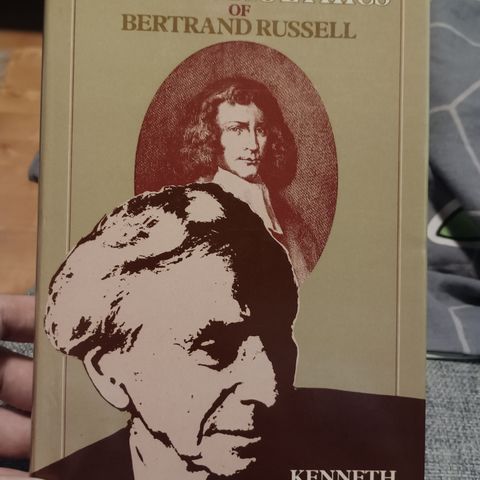 OF
BERTRAND RUSSELL
KENNETH